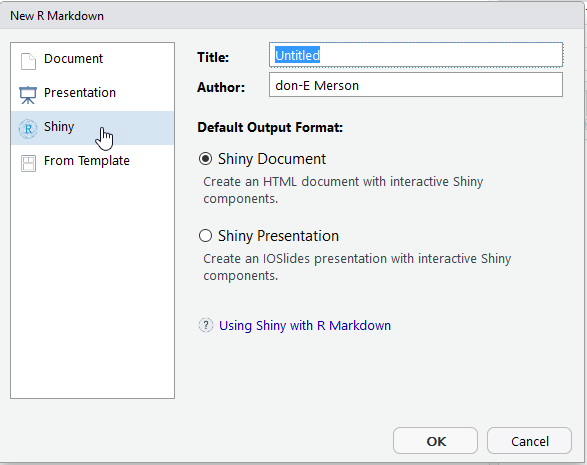 New R Markdown
Document
Presentation
R
Shiny
From Template
Title: Untitled
Author: don-E Merson
Default Output Format:
Shiny Document
Create an HTML document with interactive Shiny
components.
Shiny Presentation
Create an IOSlides presentation with interactive Shiny
components.
? Using Shiny with R Markdown
OK Cancel